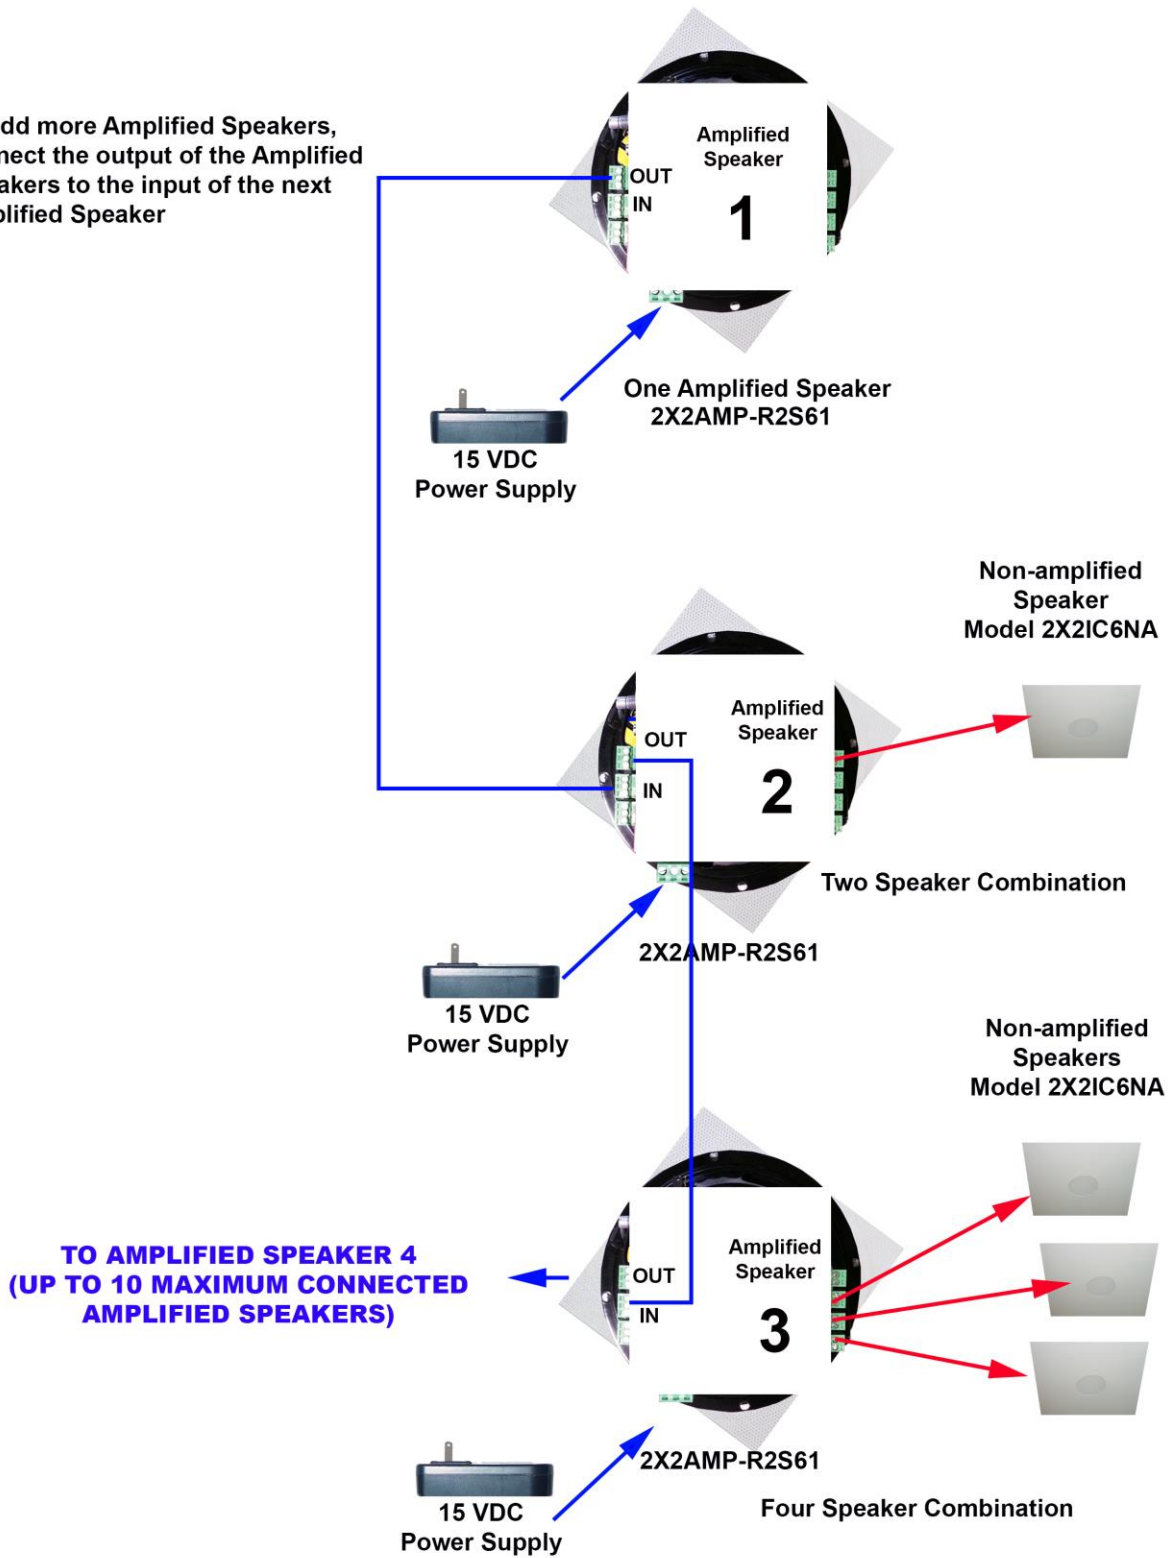 dd more Amplified Speakers,
nect the output of the Amplified
akers to the input of the next
plified Speaker
Amplified
Speaker
1
OUT
IN
One Amplified Speaker
2X2AMP-R2S61
15 VDC
Power Supply
Non-amplified
Speaker
Model 2X2IC6NA
Amplified
Speaker
2
OUT
IN
Two Speaker Combination
2X2AMP-R2S61
15 VDC
Power Supply
Non-amplified
Speakers
Model 2X2IC6NA
TO AMPLIFIED SPEAKER 4
(UP TO 10 MAXIMUM CONNECTED
AMPLIFIED SPEAKERS)
Amplified
Speaker
3
OUT
IN
2X2AMP-R2S61
15 VDC
Power Supply
Four Speaker Combination